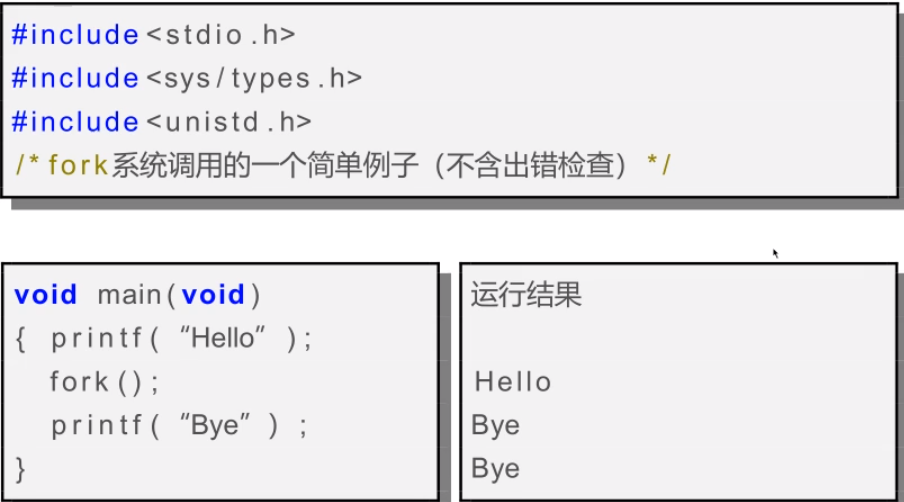 #include<stdio.h>
#include<sys/types.h>
#include<unistd.h>
/*fork系统调用的一个简单例子（不含出错检查）*/
void main(void)
{ printf( “Hello” );
fork();
printf( “Bye” ) ;
}
运行结果
Hello
Bye
Bye